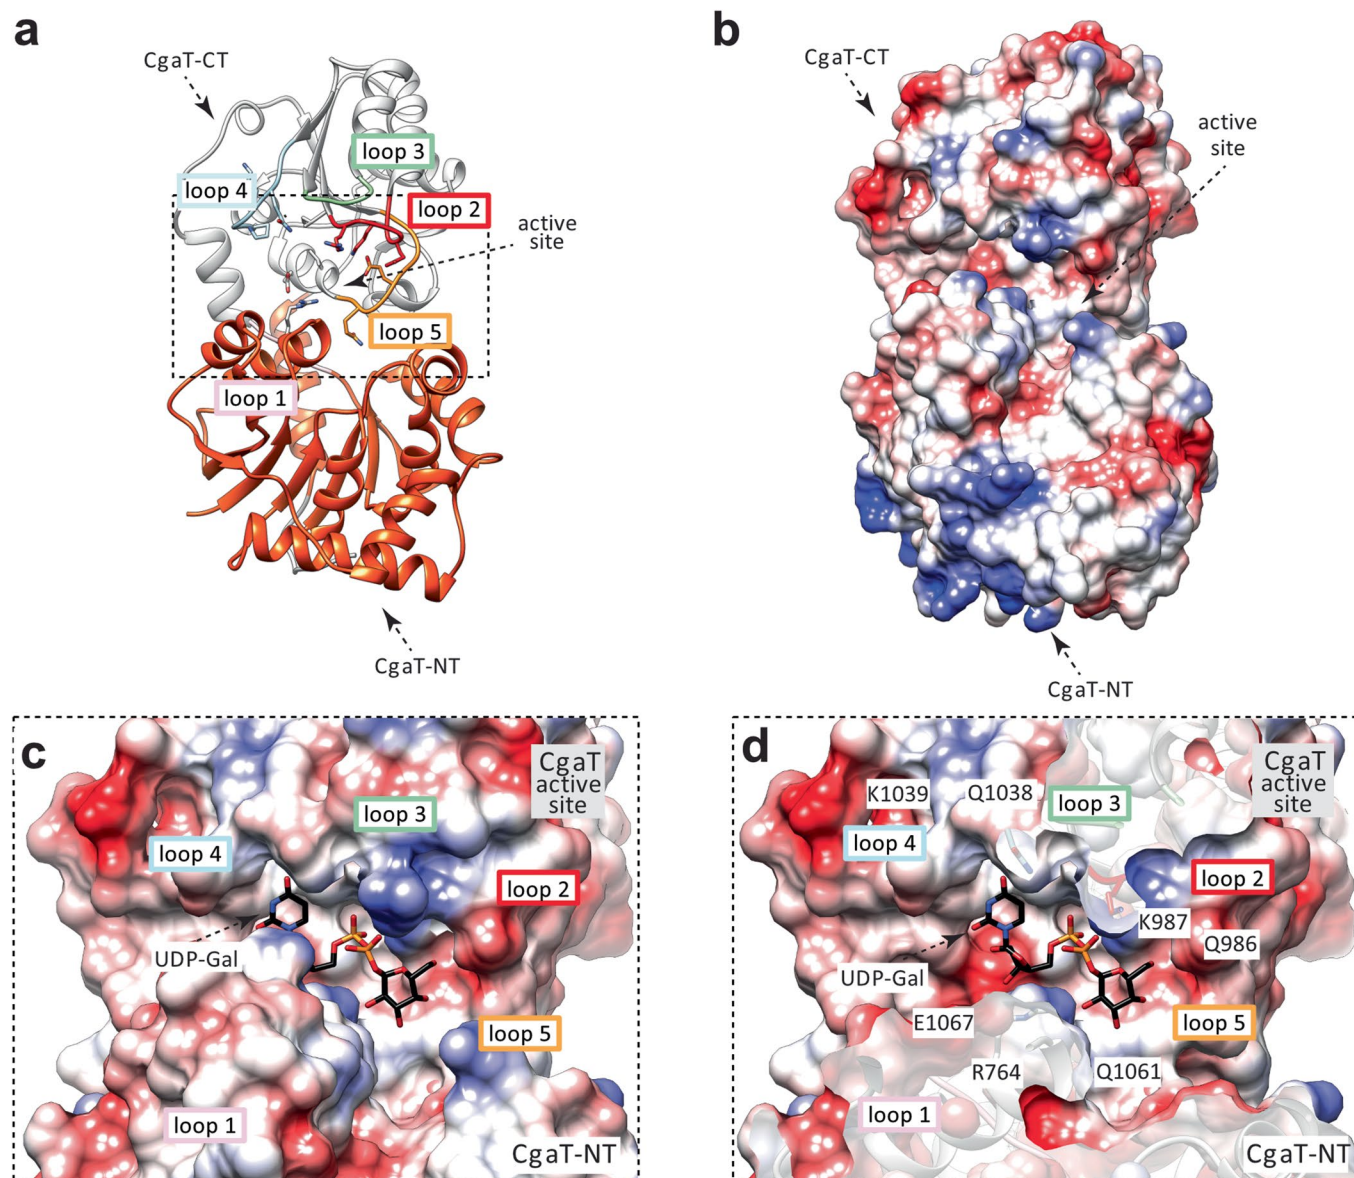 a
CgaT-CT
loop 3
loop 4
loop 2
active
site
loop 5
loop 1
CgaT-NT
b
CgaT-CT
active
site
CgaT-NT
c
CgaT
active
site
loop 3
loop 4
loop 2
UDP-Gal
loop 5
loop 1
CgaT-NT
d
CgaT
active
site
K1039
Q1038
loop 3
loop 4
loop 2
K987
Q986
UDP-Gal
E1067
loop 5
R764
Q1061
loop 1
CgaT-NT